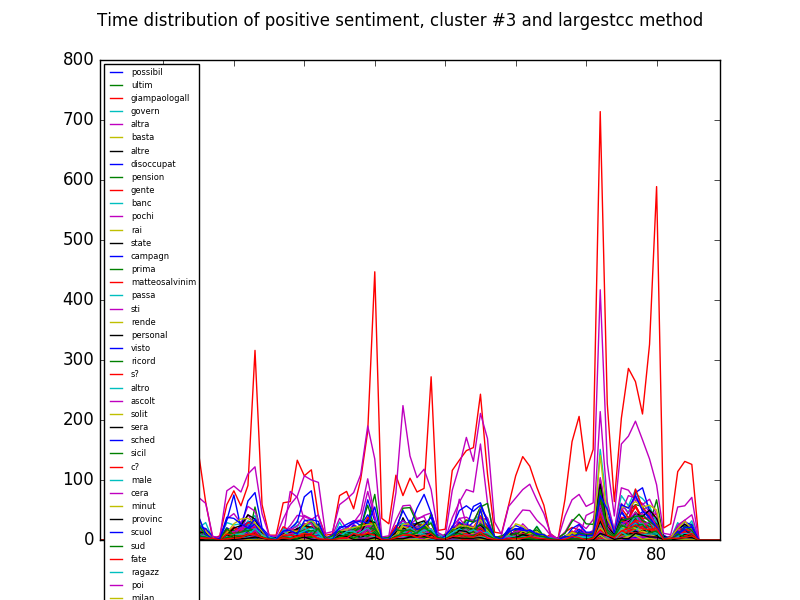 Time distribution of positive sentiment, cluster #3 and largestcc method
800
700
600
500
400
300
200
100
0
20 30 40 50 60 70 80
possibil
ultim
giampaologall
govern
altra
basta
altre
disoccupat
pension
gente
banc
pochi
rai
state
campagn
prima
matteosalvinim
passa
sti
rende
personal
visto
ricord
s?
altro
ascolt
solit
sera
sched
sicil
c?
male
cera
minut
provinc
scuol
sud
fate
ragazz
poi
milan